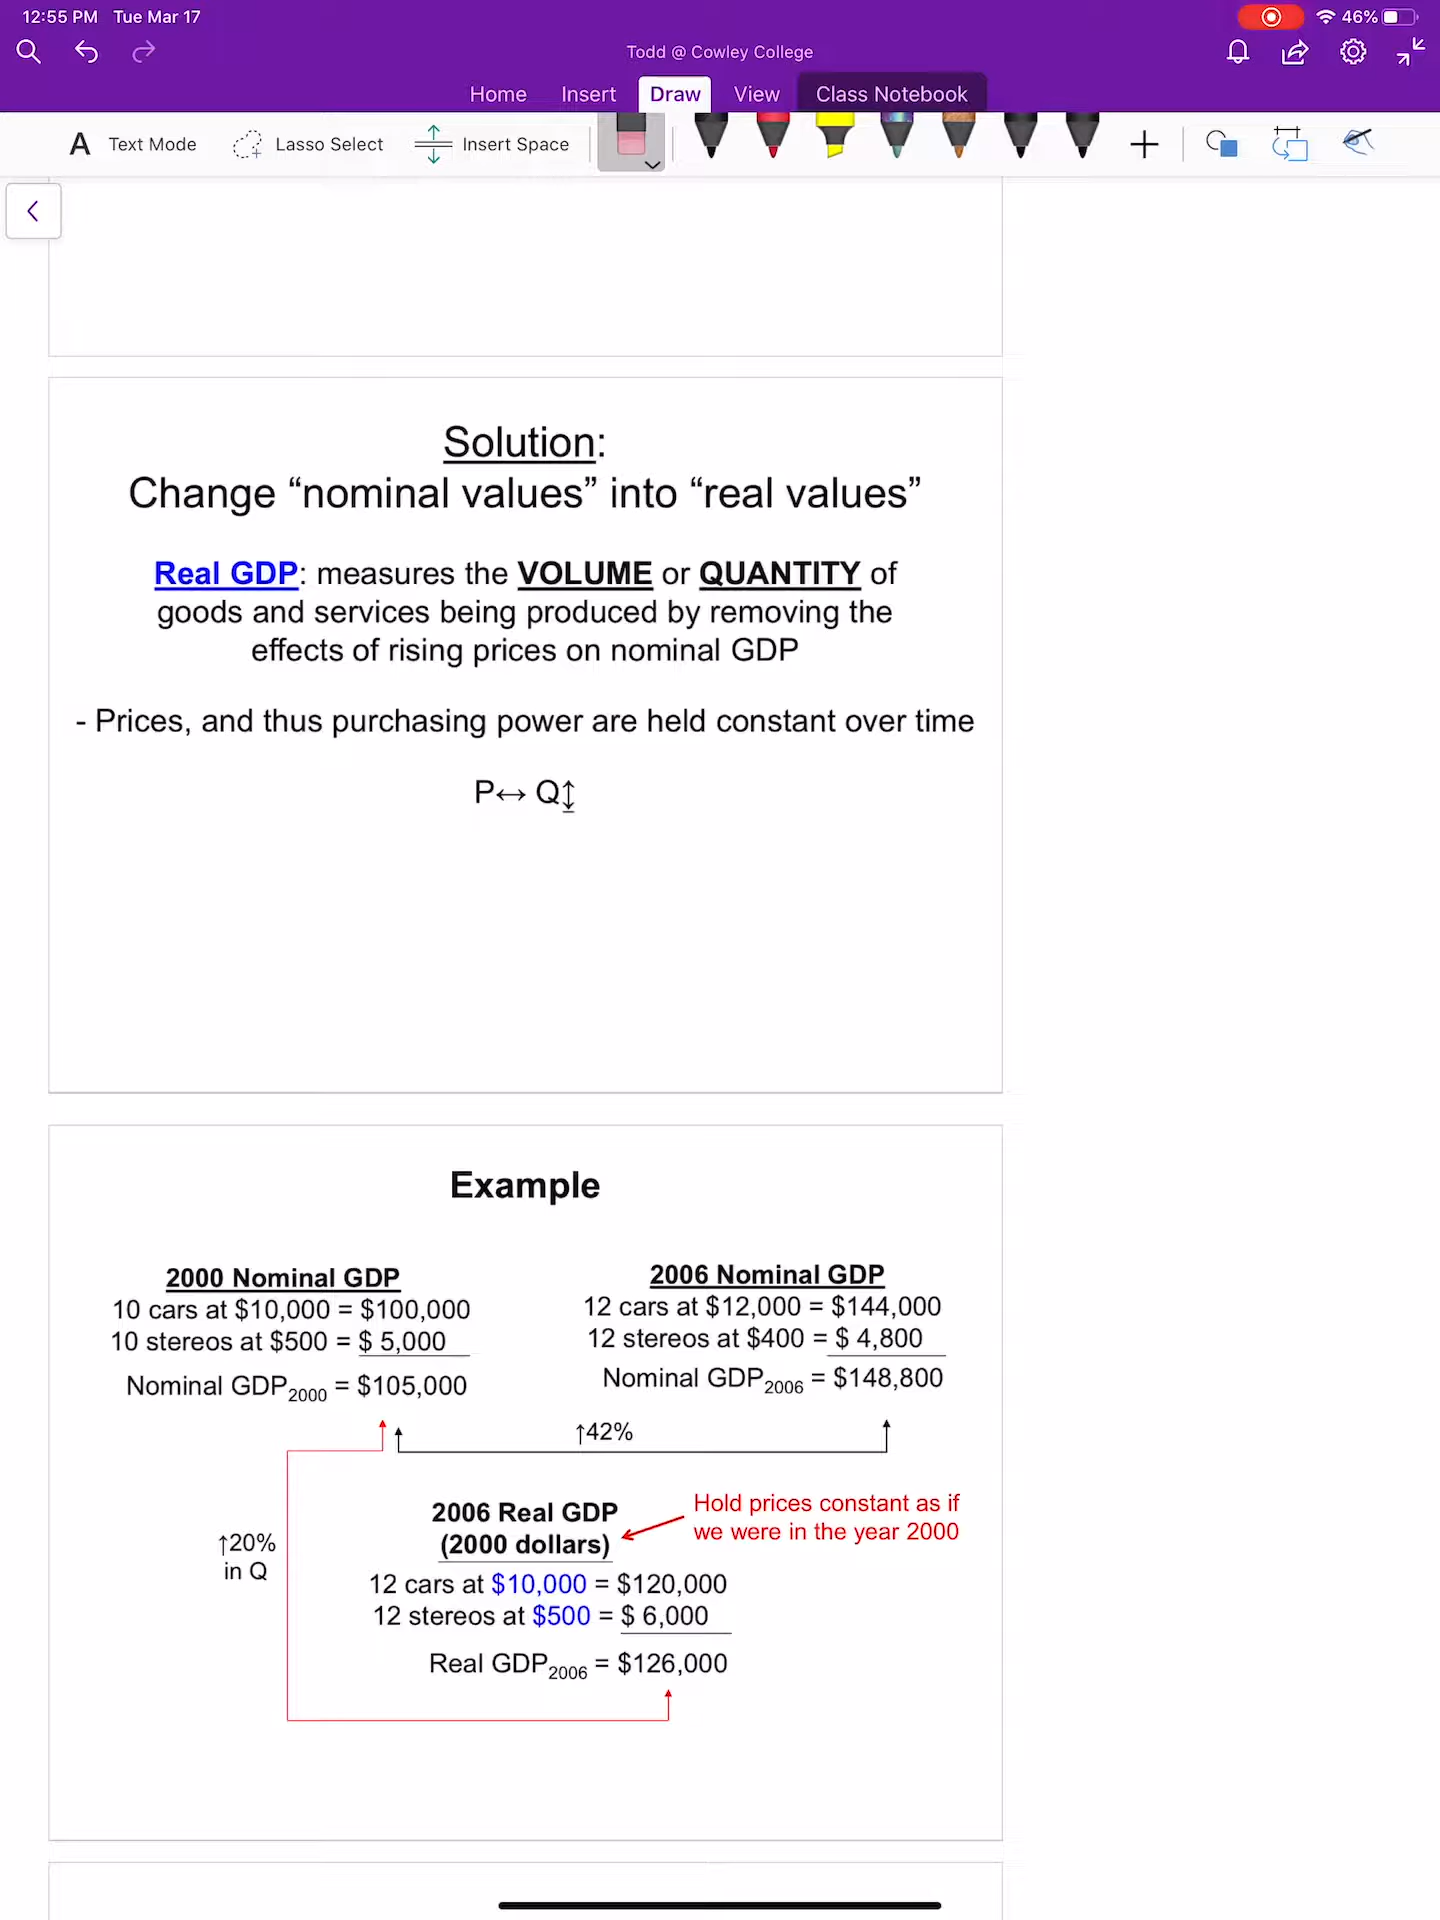 12:55 PM Tue Mar 17
46%
Todd @ Cowley College
Home Insert Draw View Class Notebook
A Text Mode Lasso Select Insert Space
Solution:
Change “nominal values” into “real values”
Real GDP: measures the VOLUME or QUANTITY of
goods and services being produced by removing the
effects of rising prices on nominal GDP
- Prices, and thus purchasing power are held constant over time
P↔ Q↕
Example
2000 Nominal GDP
10 cars at $10,000 = $100,000
10 stereos at $500 = $ 5,000
Nominal GDP2000 = $105,000
2006 Nominal GDP
12 cars at $12,000 = $144,000
12 stereos at $400 = $ 4,800
Nominal GDP2006 = $148,800
↑42%
↑20%
in Q
2006 Real GDP
(2000 dollars)
Hold prices constant as if
we were in the year 2000
12 cars at $10,000 = $120,000
12 stereos at $500 = $ 6,000
Real GDP2006 = $126,000